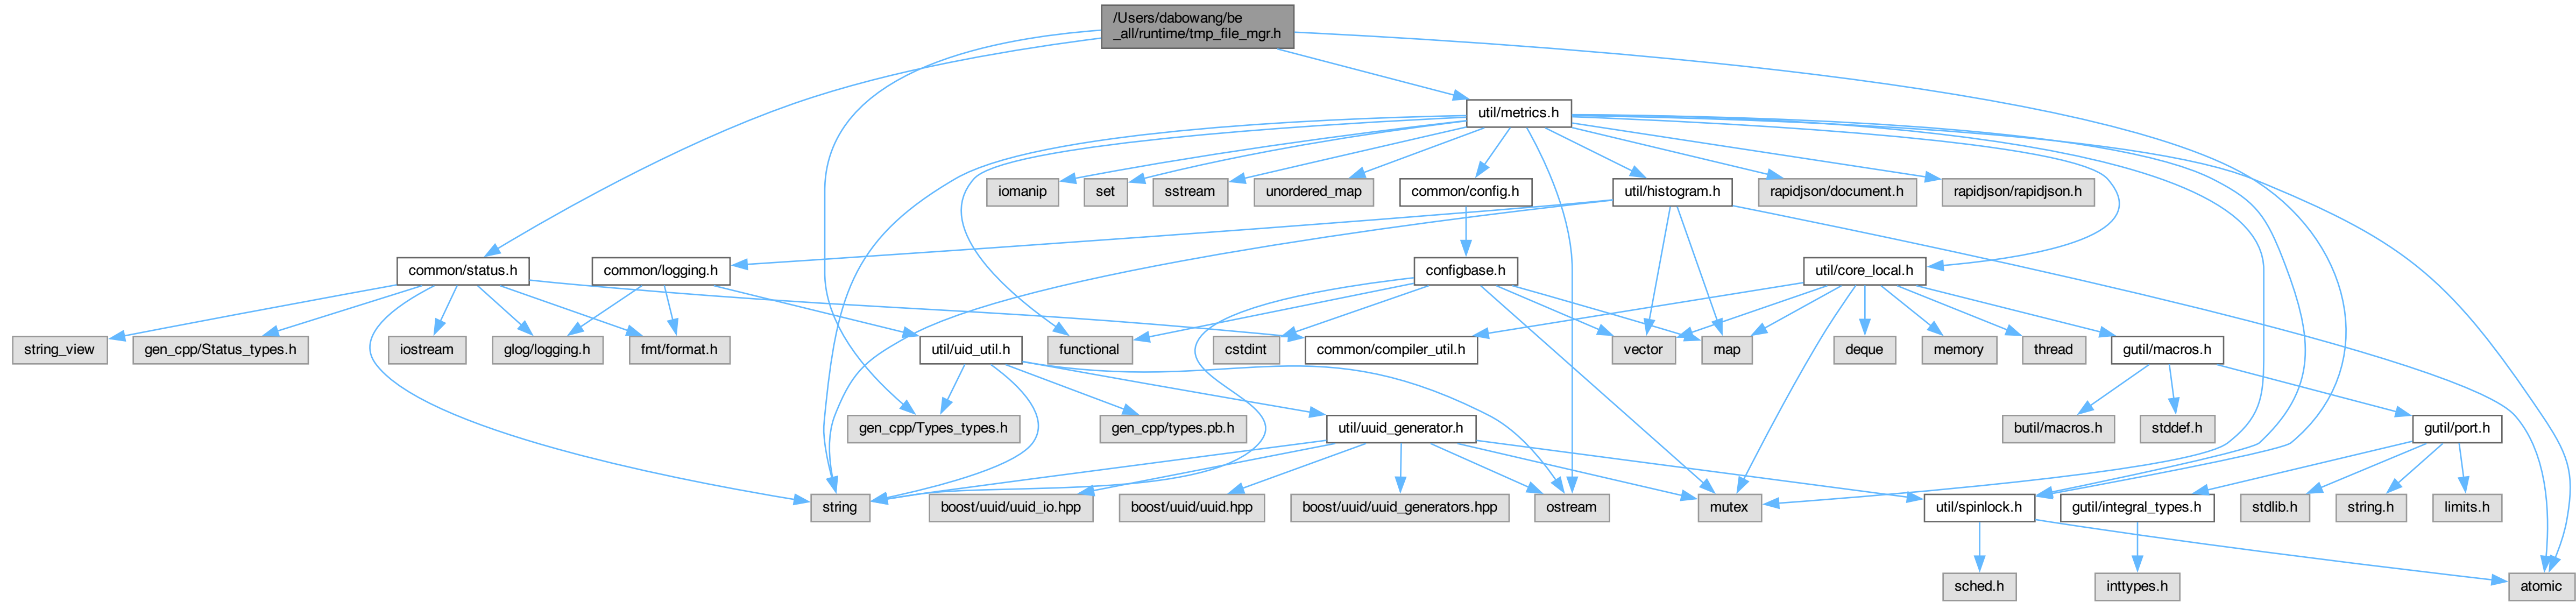 /Users/dabowang/be
_all/runtime/tmp_file_mgr.h
util/metrics.h
iomanip
set
sstream
unordered_map
common/config.h
util/histogram.h
rapidjson/document.h
rapidjson/rapidjson.h
common/status.h
common/logging.h
configbase.h
util/core_local.h
string_view
gen_cpp/Status_types.h
iostream
glog/logging.h
fmt/format.h
util/uid_util.h
functional
cstdint
common/compiler_util.h
vector
map
deque
memory
thread
gutil/macros.h
gen_cpp/Types_types.h
gen_cpp/types.pb.h
util/uuid_generator.h
butil/macros.h
stddef.h
gutil/port.h
string
boost/uuid/uuid_io.hpp
boost/uuid/uuid.hpp
boost/uuid/uuid_generators.hpp
ostream
mutex
util/spinlock.h
gutil/integral_types.h
stdlib.h
string.h
limits.h
sched.h
inttypes.h
atomic